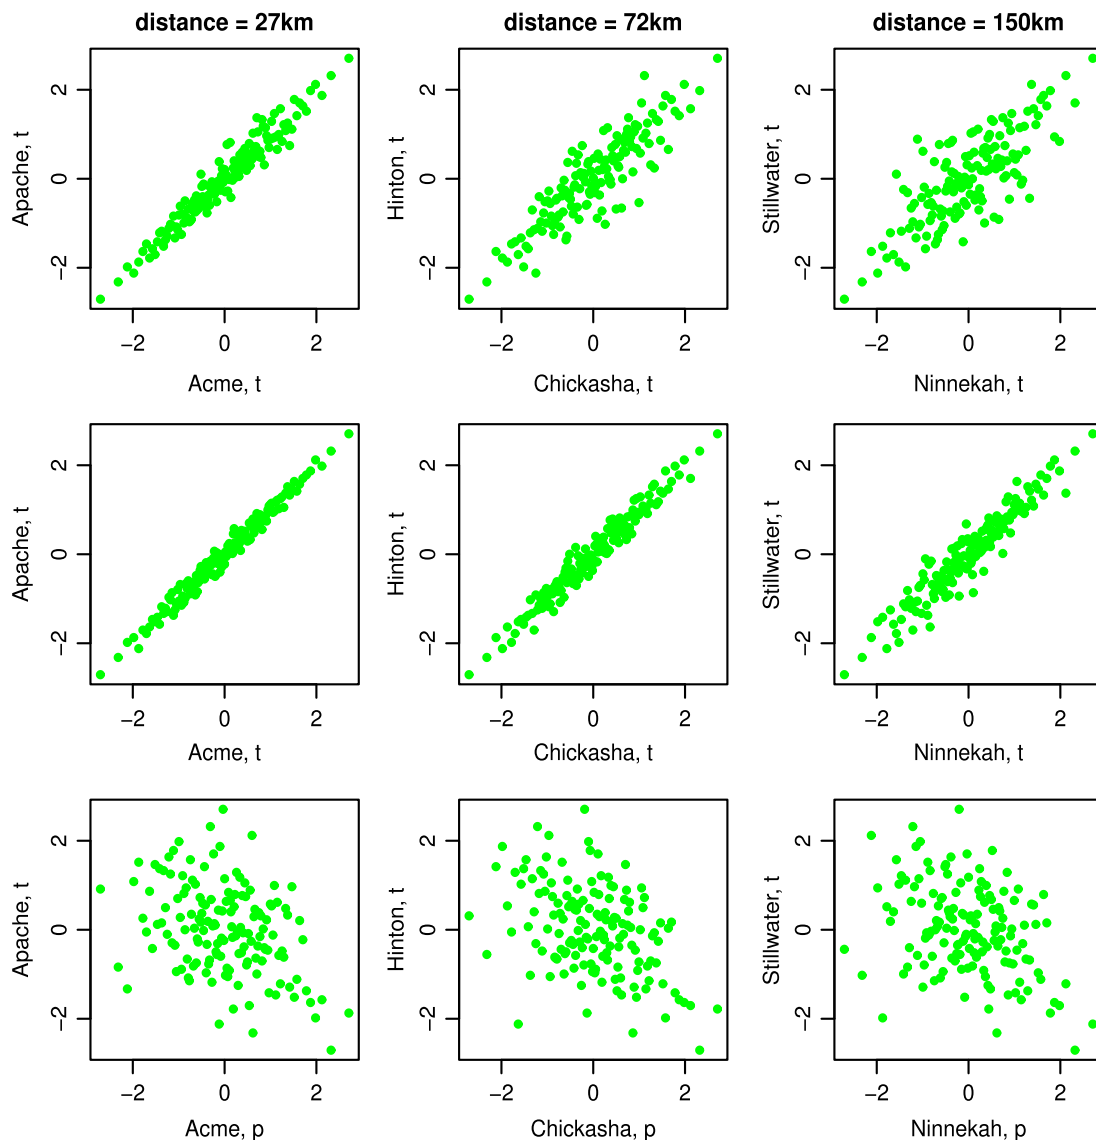 distance = 27km distance = 72km distance = 150km
Apache, t
2
0
−2
−2 0 2
Acme, t
Hinton, t
2
0
−2
−2 0 2
Chickasha, t
Stillwater, t
2
0
−2
−2 0 2
Ninnekah, t
Apache, t
2
0
−2
−2 0 2
Acme, t
Hinton, t
2
0
−2
−2 0 2
Chickasha, t
Stillwater, t
2
0
−2
−2 0 2
Ninnekah, t
Apache, t
2
0
−2
−2 0 2
Acme, p
Hinton, t
2
0
−2
−2 0 2
Chickasha, p
Stillwater, t
2
0
−2
−2 0 2
Ninnekah, p